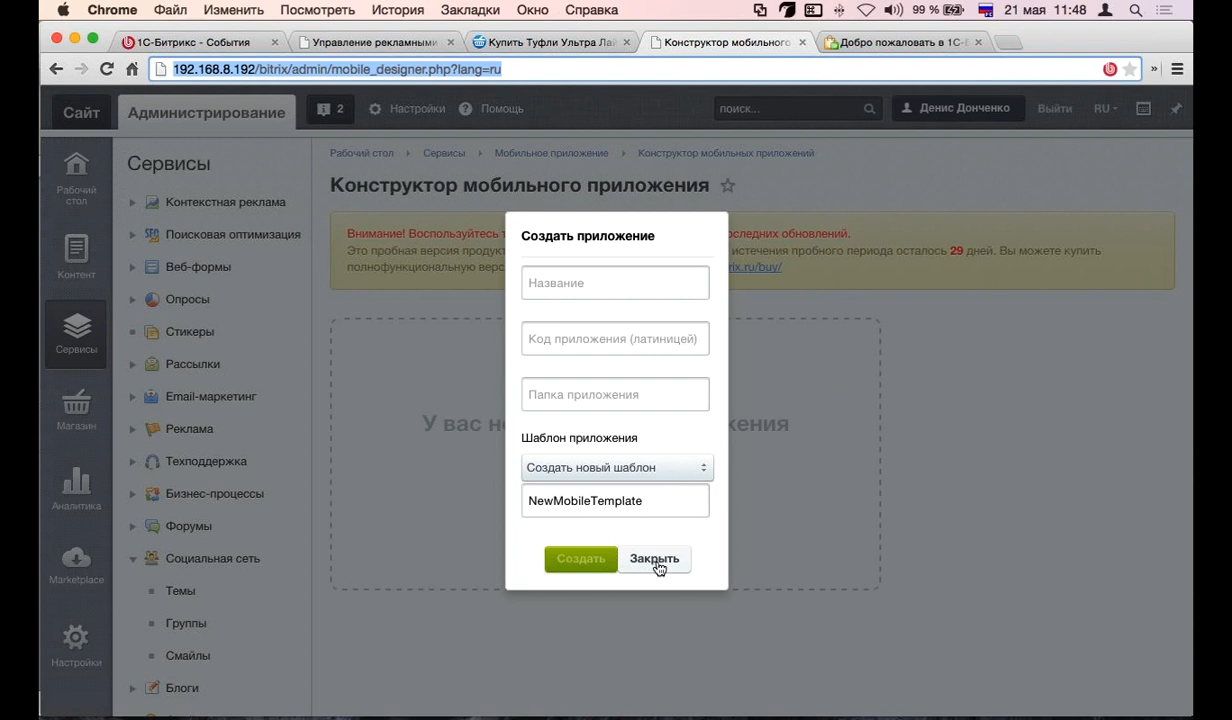 Chrome Файл Изменить Посмотреть История Закладки Окно Справка 99 % 21 мая 11:48
1С-Битрикс - События
Управление рекламными
Купить Туфли Ультра Лай
Конструктор мобильного
Добро пожаловать в 1С-Б
192.168.8.192/bitrix/admin/mobile_designer.php?lang=ru
Сайт Администрирование 2 Настройки Помощь поиск... Денис Донченко Выйти RU
Рабочий стол
Контент
Сервисы
Магазин
Аналитика
Marketplace
Настройки
Сервисы
Контекстная реклама
Поисковая оптимизация
Веб-формы
Опросы
Стикеры
Рассылки
Email-маркетинг
Реклама
Техподдержка
Бизнес-процессы
Форумы
Социальная сеть
Темы
Группы
Смайлы
Блоги
Рабочий стол Сервисы Мобильное приложение Конструктор мобильных приложений
Конструктор мобильного приложения
Внимание! Воспользуйтесь последних обновлений.
Это пробная версия истечения пробного периода осталось 29 дней. Вы можете купить
полнофункциональную rix.ru/buy/
У вас
Создать приложение
Название
Код приложения (латиницей)
Папка приложения
Шаблон приложения
Создать новый шаблон
NewMobileTemplate
Создать Закрыть